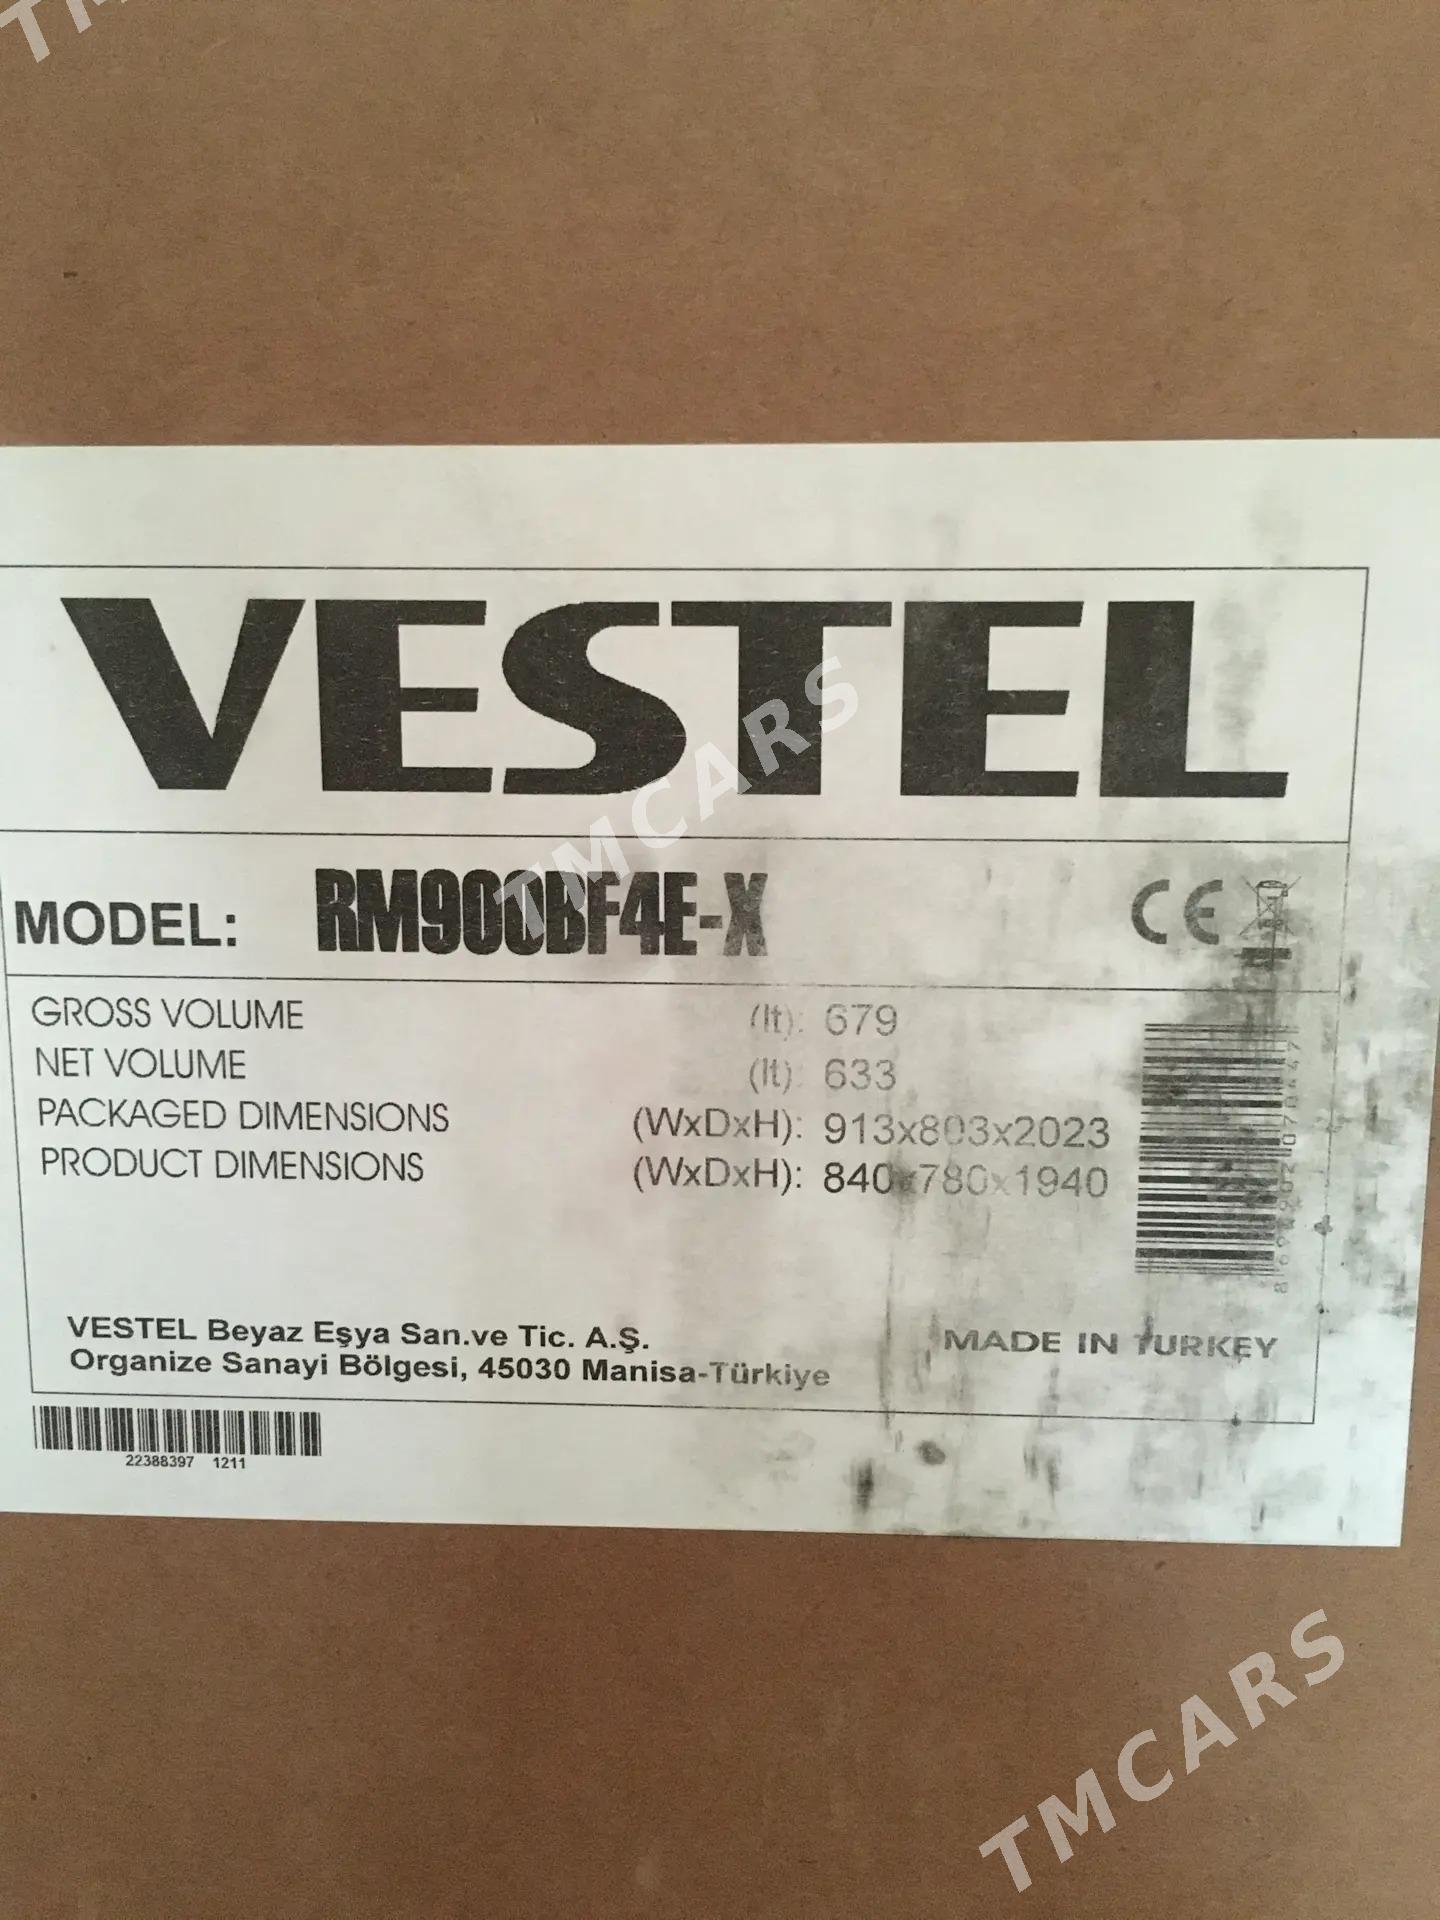 VESTEL
MODEL: RM900BF4E-X CE
GROSS VOLUME (lt): 679
NET VOLUME (lt): 633
PACKAGED DIMENSIONS (WxDxH): 913x803x2023
PRODUCT DIMENSIONS (WxDxH): 840x780x1940
VESTEL Beyaz Eşya San.ve Tic. A.Ş.
Organize Sanayi Bölgesi, 45030 Manisa-Türkiye
MADE IN TURKEY
22388397 1211
TMCARS
TMCARS